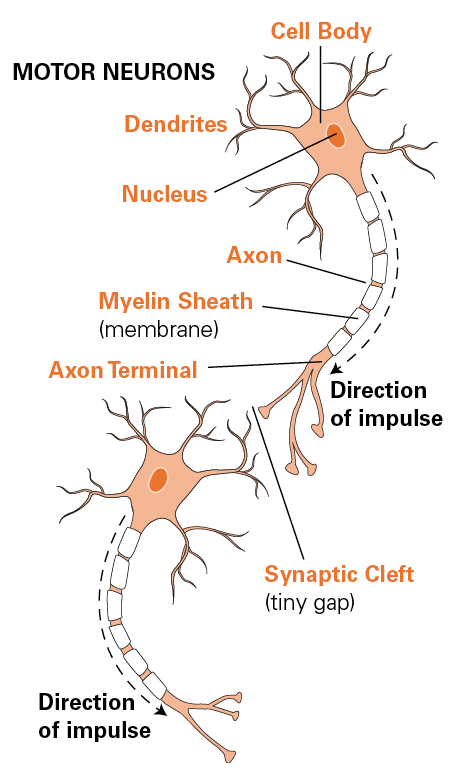 Cell Body
MOTOR NEURONS
Dendrites
Nucleus
Axon
Myelin Sheath
(membrane)
Axon Terminal
Direction
of impulse
Synaptic Cleft
(tiny gap)
Direction
of impulse